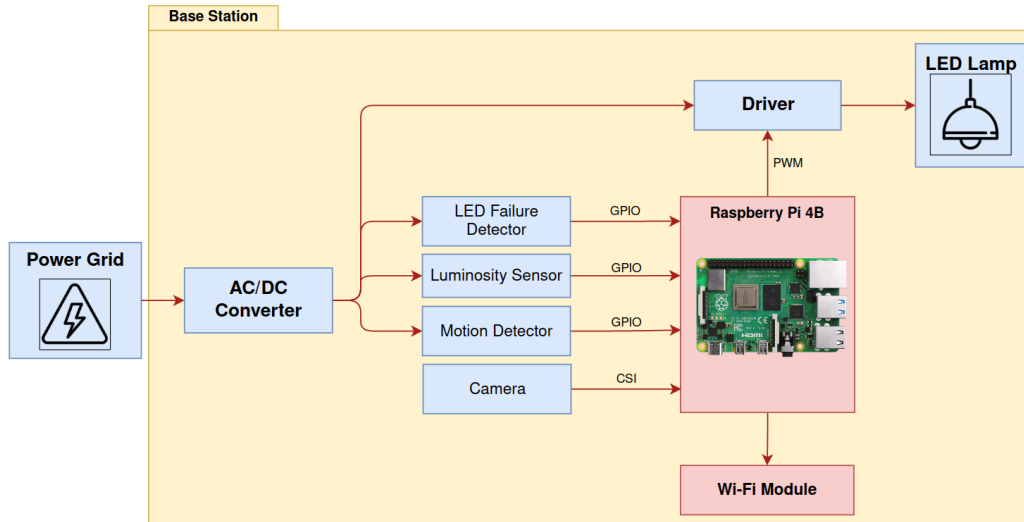 Base Station
LED Lamp
Driver
PWM
LED Failure
Detector
GPIO
Raspberry Pi 4B
Power Grid
AC/DC
Converter
Luminosity Sensor
GPIO
Motion Detector
GPIO
HDMI
Camera
CSI
Wi-Fi Module